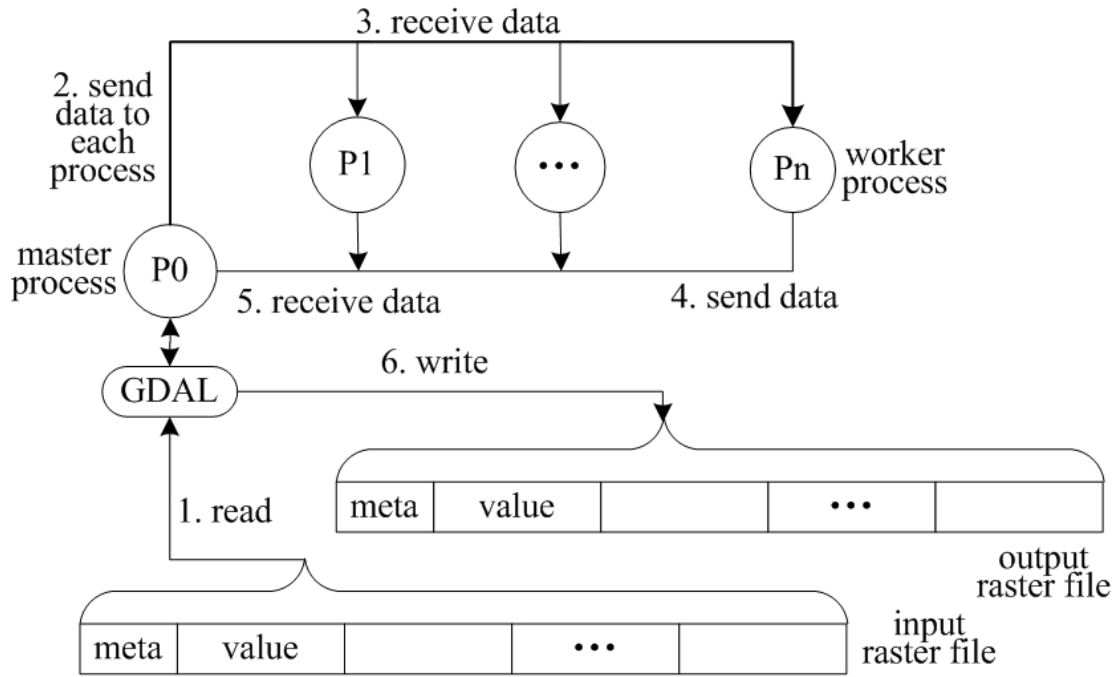 3. receive data
2. send
data to
each
process
P1
•••
Pn
worker
process
master
process
P0
5. receive data
4. send data
6. write
GDAL
1. read
meta
value
•••
output
raster file
input
raster file
meta
value
•••